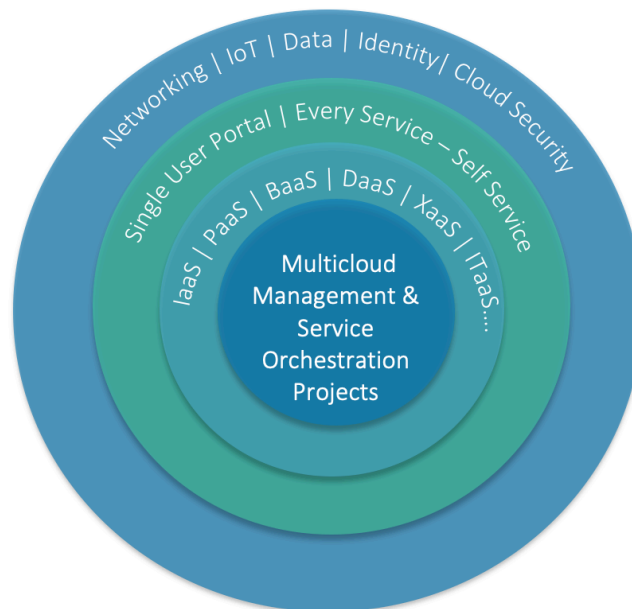 Networking | IoT | Data | Identity| Cloud Security
Single User Portal | Every Service – Self Service
IaaS | PaaS | BaaS | DaaS | XaaS | ITaaS....
Multicloud
Management &
Service
Orchestration
Projects